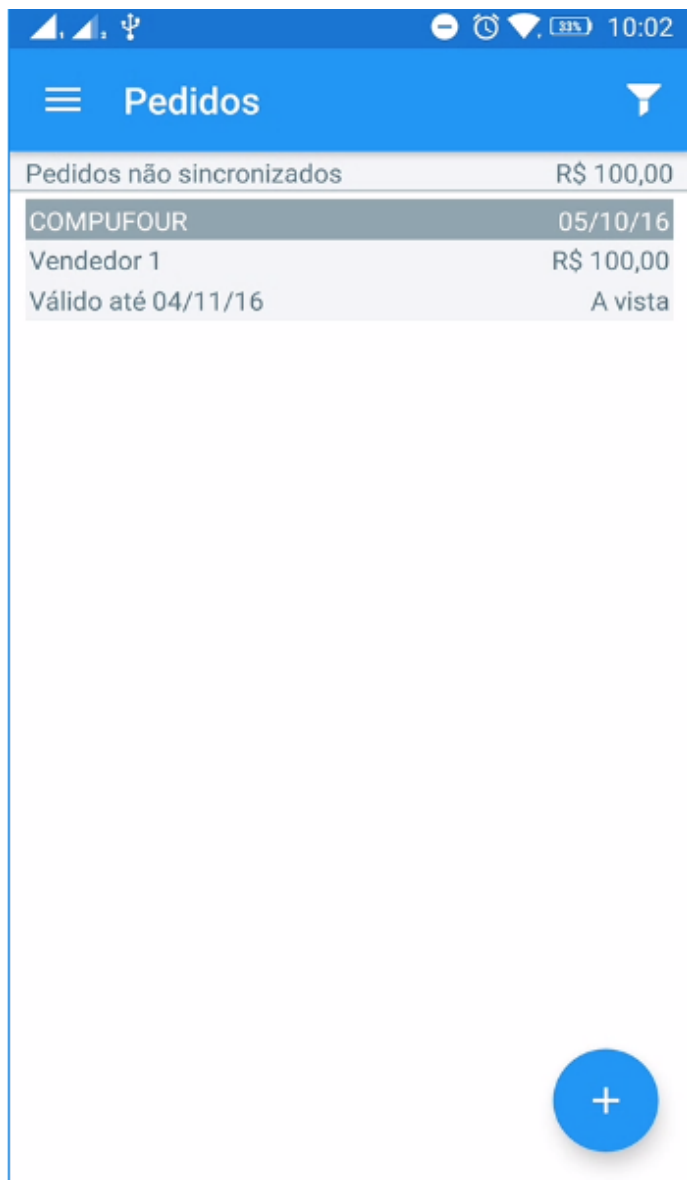 33% 10:02
Pedidos
Pedidos não sincronizados R$ 100,00
COMPUFOUR 05/10/16
Vendedor 1 R$ 100,00
Válido até 04/11/16 A vista
+